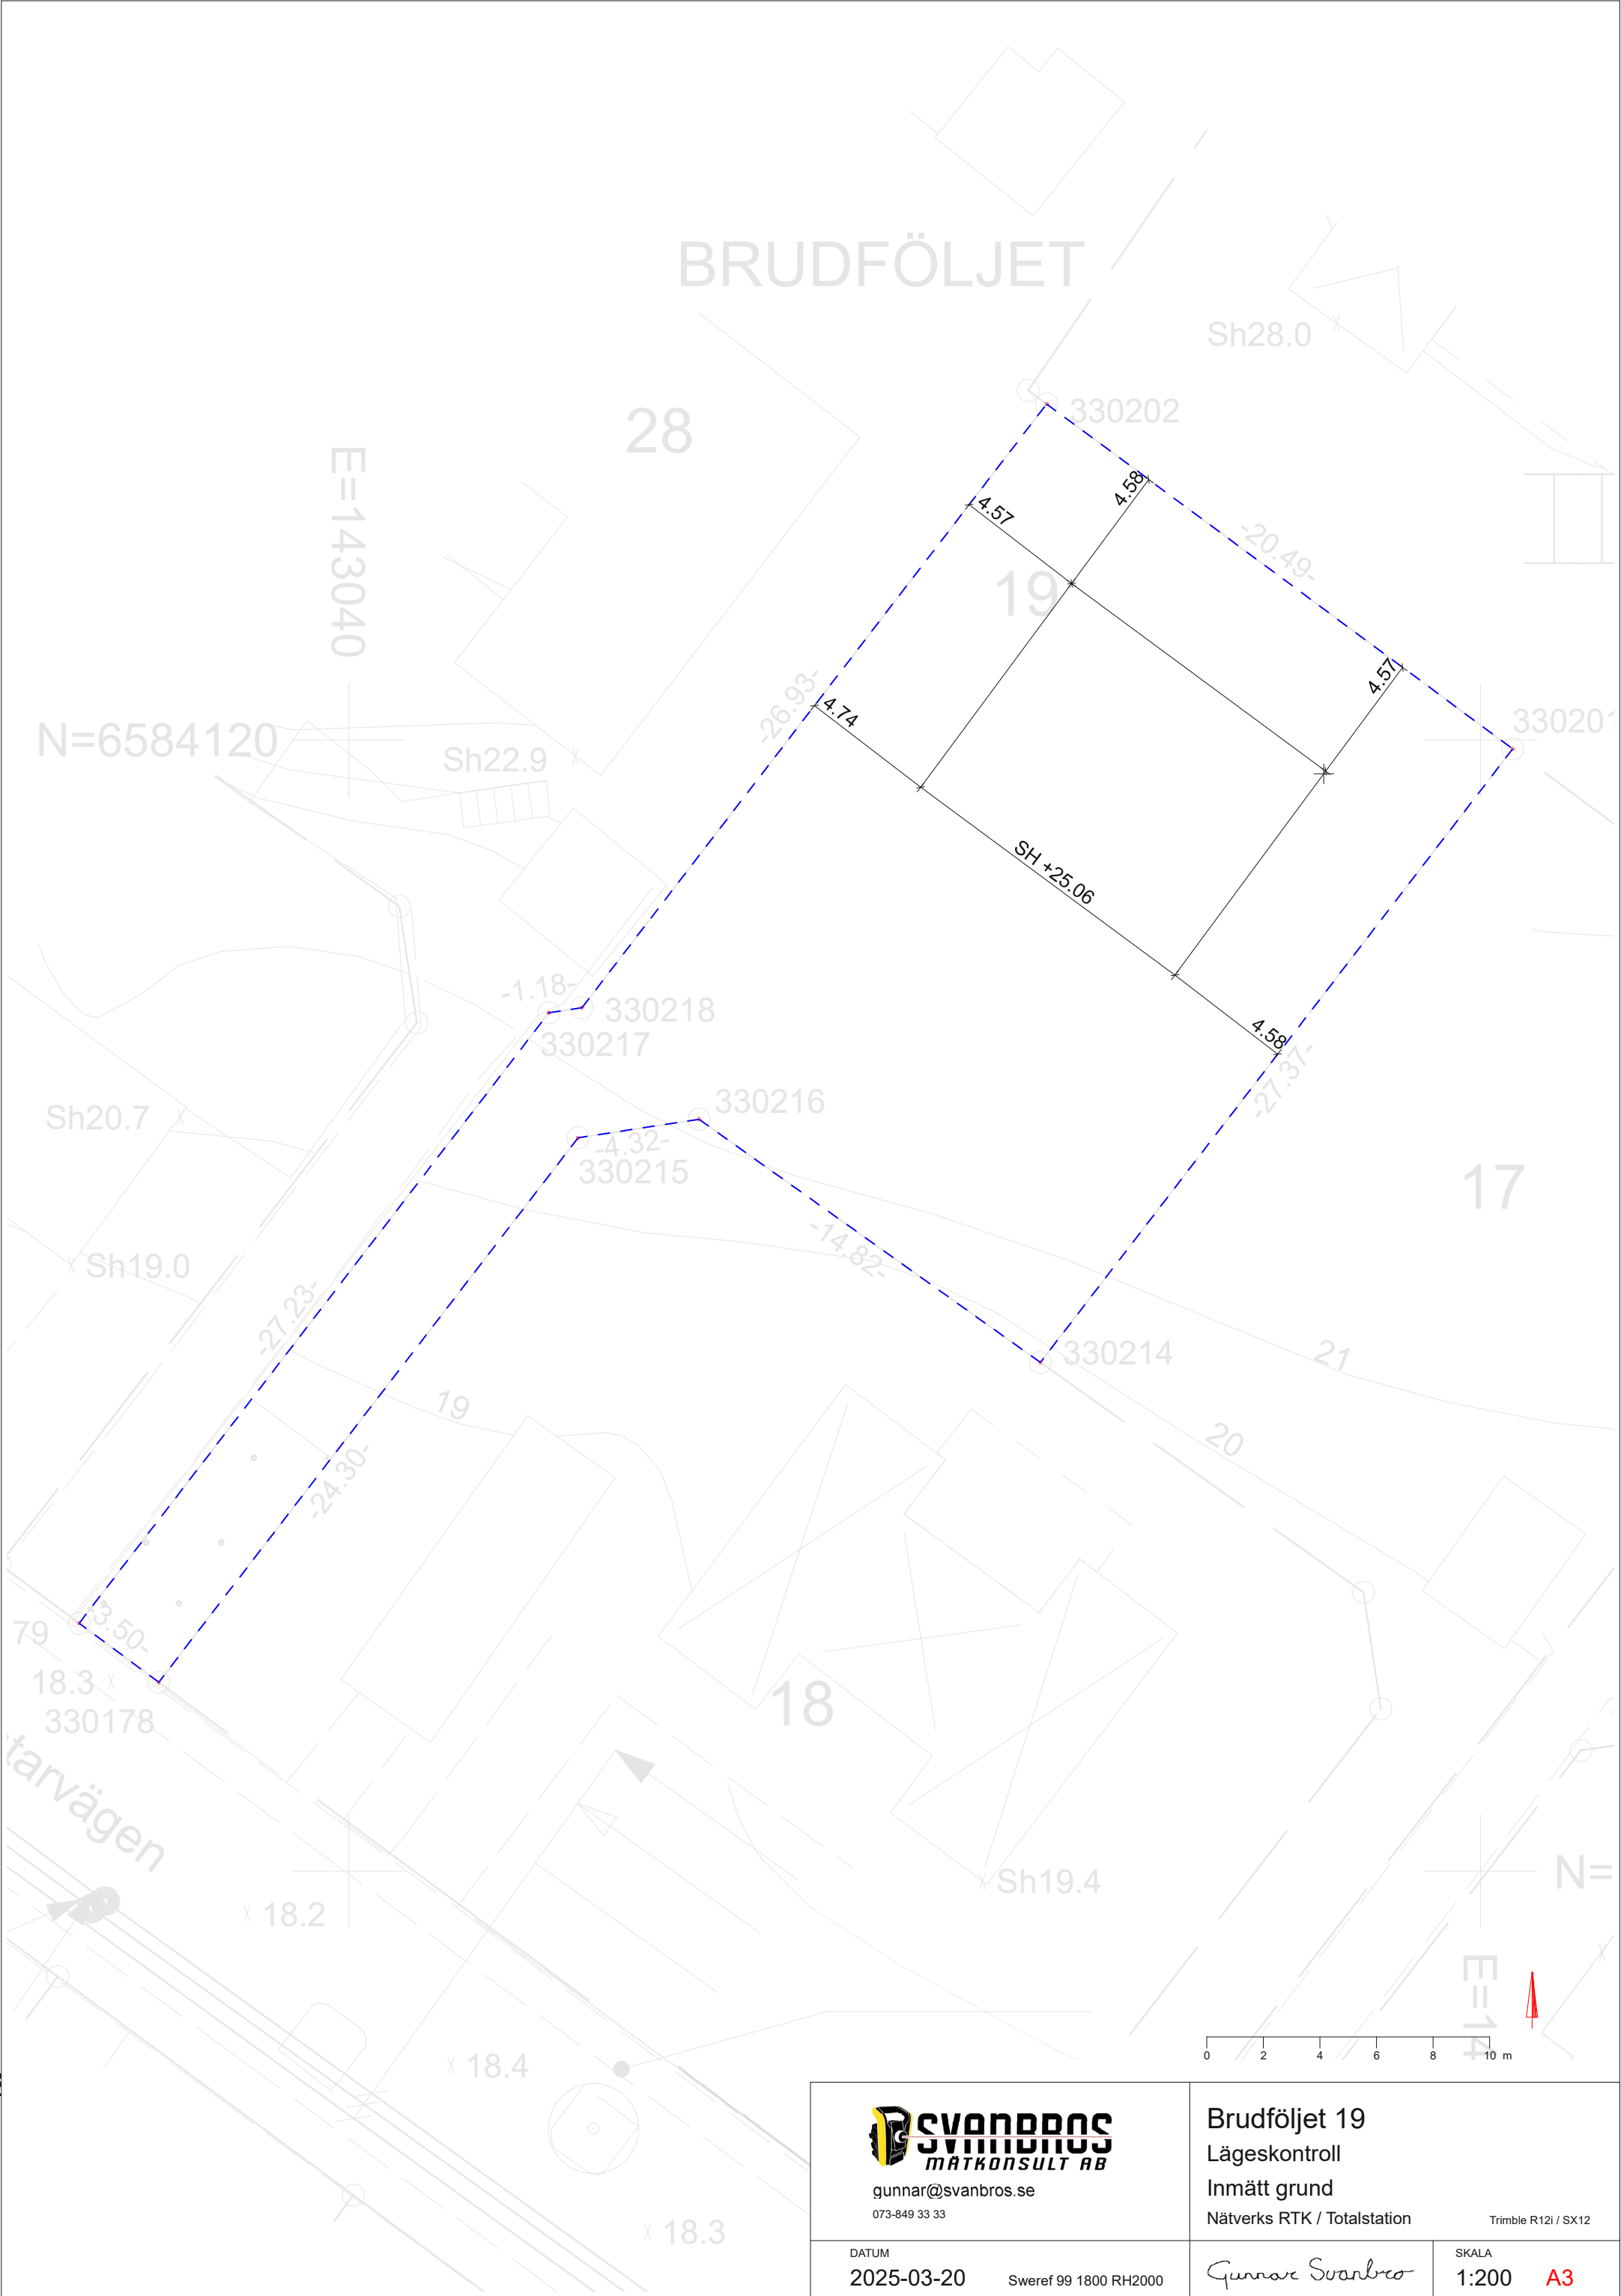 BRUDFÖLJET
Sh28.0
330202
28
E=143040
4.58
4.57
-20.49-
19
4.57
33020
-26.93-
4.74
N=6584120
Sh22.9
SH +25.06
-1.18-
330218
330217
4.58
-27.37-
330216
Sh20.7
-4.32-
330215
17
-14.82-
Sh19.0
-27.23-
330214
21
19
20
-24.30-
-3.50-
79
18.3
330178
18
tarvägen
Sh19.4
N=
18.2
E=14
18.4
0 2 4 6 8 10 m
18.3
SVANBROS
MÄTKONSULT AB
gunnar@svanbros.se
073-849 33 33
Brudföljet 19
Lägeskontroll
Inmätt grund
Nätverks RTK / Totalstation
Trimble R12i / SX12
DATUM
2025-03-20
Sweref 99 1800 RH2000
Gunnar Svanbro
SKALA
1:200 A3